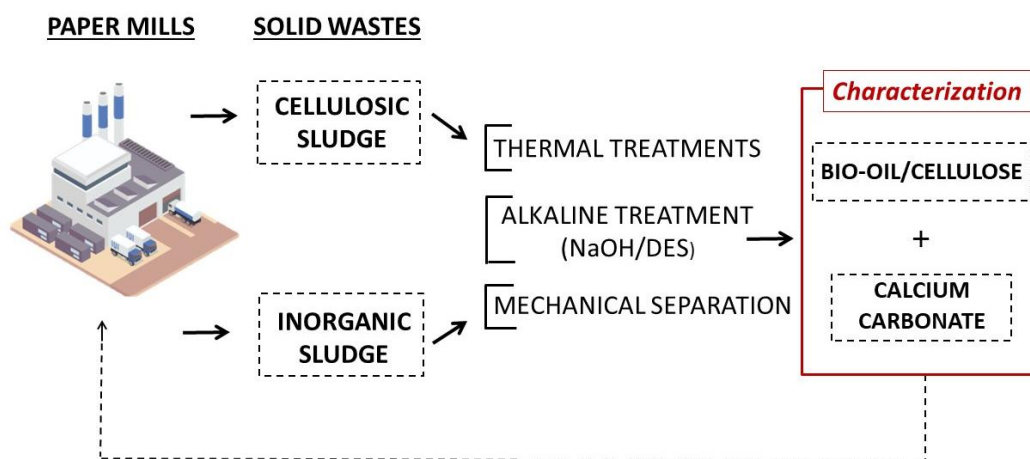 PAPER MILLS
SOLID WASTES
CELLULOSIC
SLUDGE
INORGANIC
SLUDGE
THERMAL TREATMENTS
ALKALINE TREATMENT
(NaOH/DES)
MECHANICAL SEPARATION
Characterization
BIO-OIL/CELLULOSE
+
CALCIUM
CARBONATE